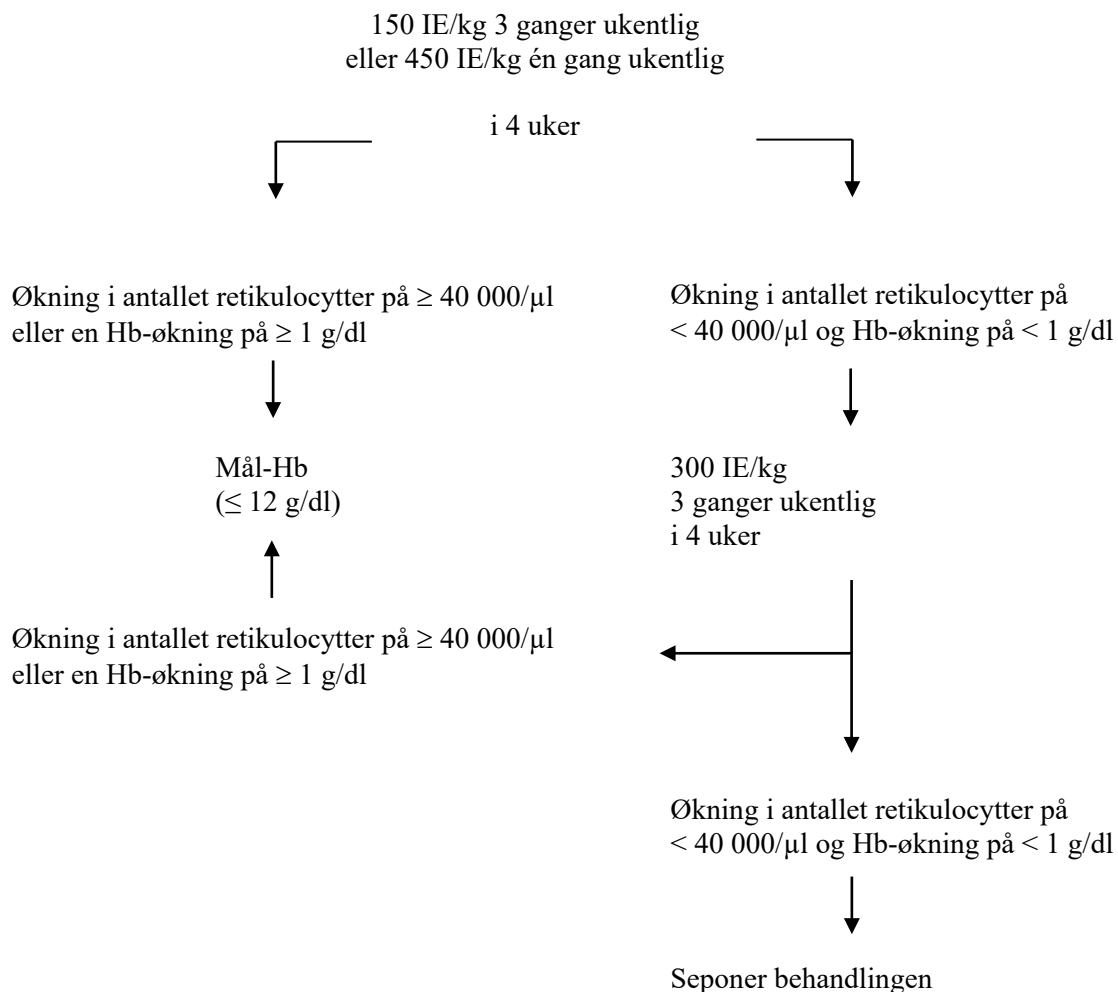 150 IE/kg 3 ganger ukentlig
eller 450 IE/kg én gang ukentlig
i 4 uker
Økning i antallet retikulocytter på ≥ 40 000/µl
eller en Hb-økning på ≥ 1 g/dl
Økning i antallet retikulocytter på
< 40 000/µl og Hb-økning på < 1 g/dl
Mål-Hb
(≤ 12 g/dl)
300 IE/kg
3 ganger ukentlig
i 4 uker
Økning i antallet retikulocytter på ≥ 40 000/µl
eller en Hb-økning på ≥ 1 g/dl
Økning i antallet retikulocytter på
< 40 000/µl og Hb-økning på < 1 g/dl
Seponer behandlingen